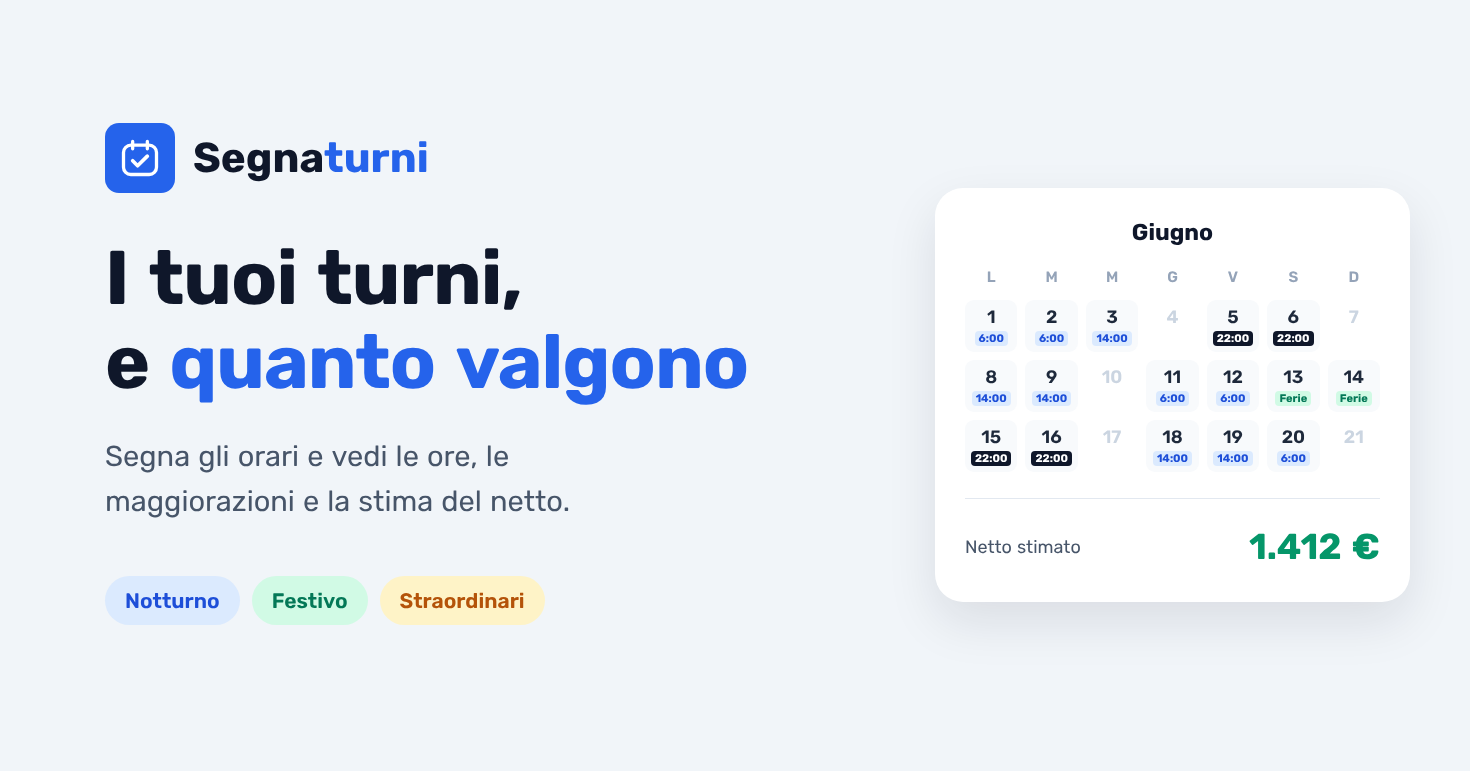 Segnaturni
I tuoi turni,
e quanto valgono
Segna gli orari e vedi le ore, le
maggiorazioni e la stima del netto.
Notturno Festivo Straordinari
Giugno
L M M G V S D
1 2 3 4 5 6 7
6:00 6:00 14:00 22:00 22:00
8 9 10 11 12 13 14
14:00 14:00 6:00 6:00 Ferie Ferie
15 16 17 18 19 20 21
22:00 22:00 14:00 14:00 6:00
Netto stimato 1.412 €